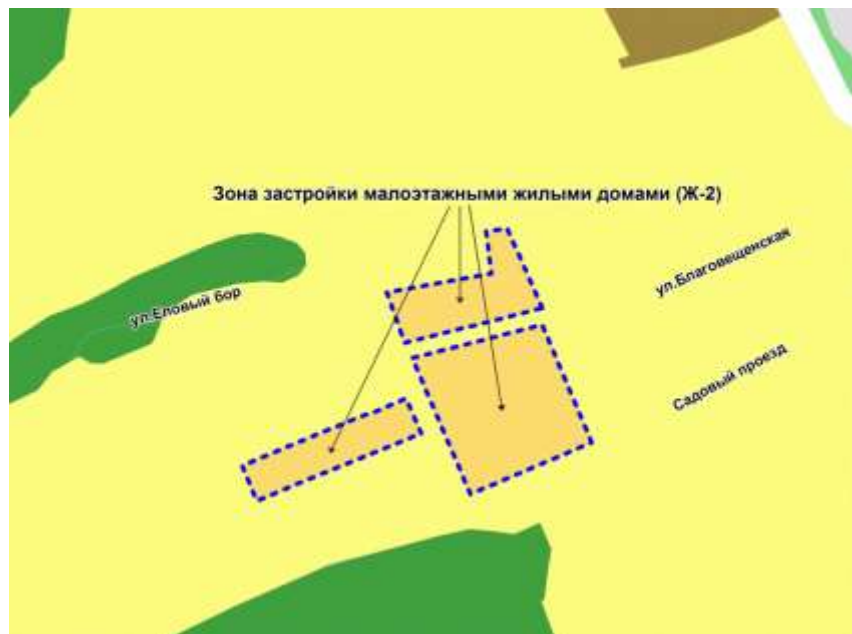 Зона застройки малоэтажными жилыми домами (Ж-2)
ул.Благовещенская
ул.Еловый бор
Садовый проезд